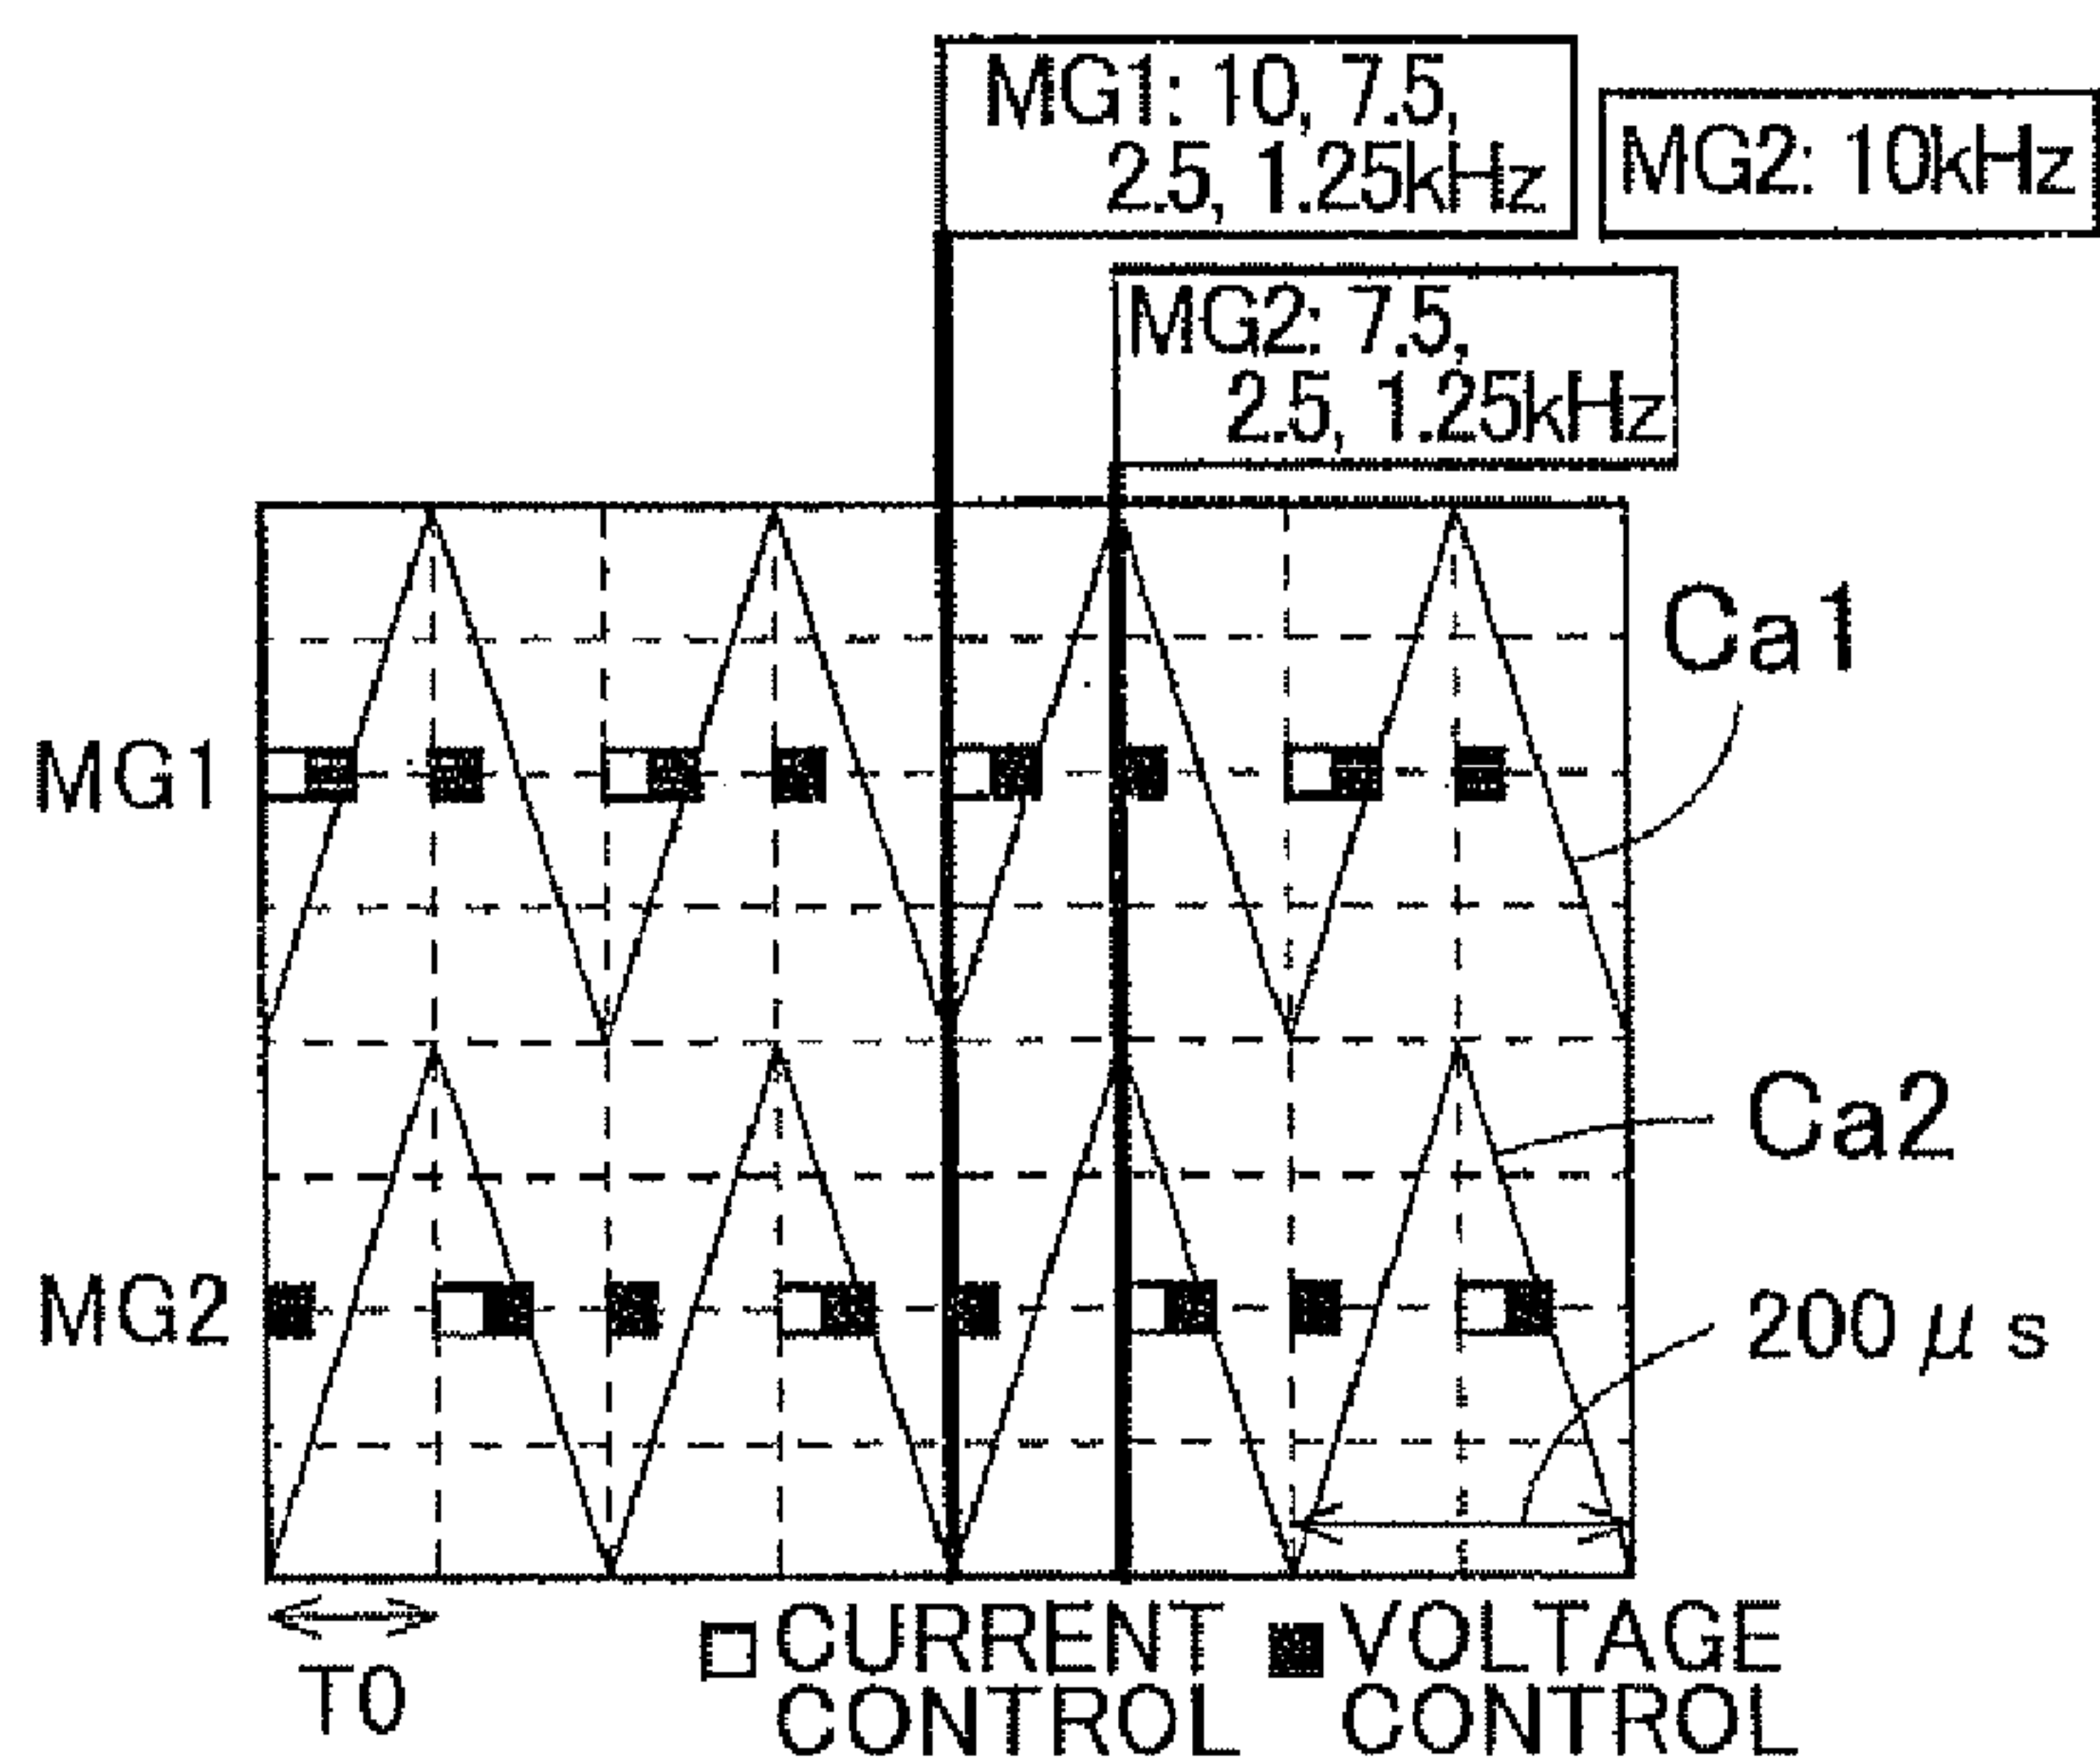 MG1: 10, 7.5,
2.5, 1.25kHz
MG2: 10kHz
MG2: 7.5,
2.5, 1.25kHz
Ca1
MG1
Ca2
MG2
200μs
T0
CURRENT
CONTROL
VOLTAGE
CONTROL